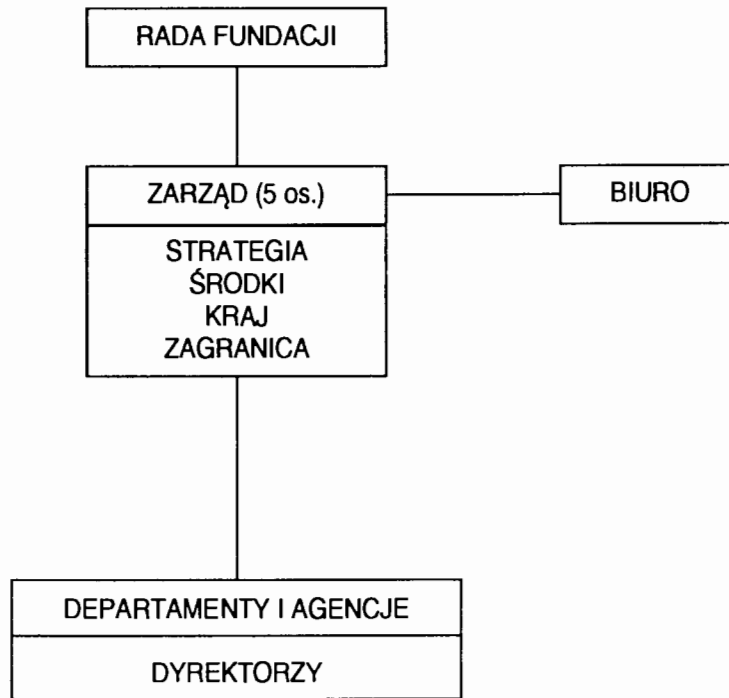 RADA FUNDACJI
ZARZĄD (5 os.)
BIURO
STRATEGIA
ŚRODKI
KRAJ
ZAGRANICA
DEPARTAMENTY I AGENCJE
DYREKTORZY